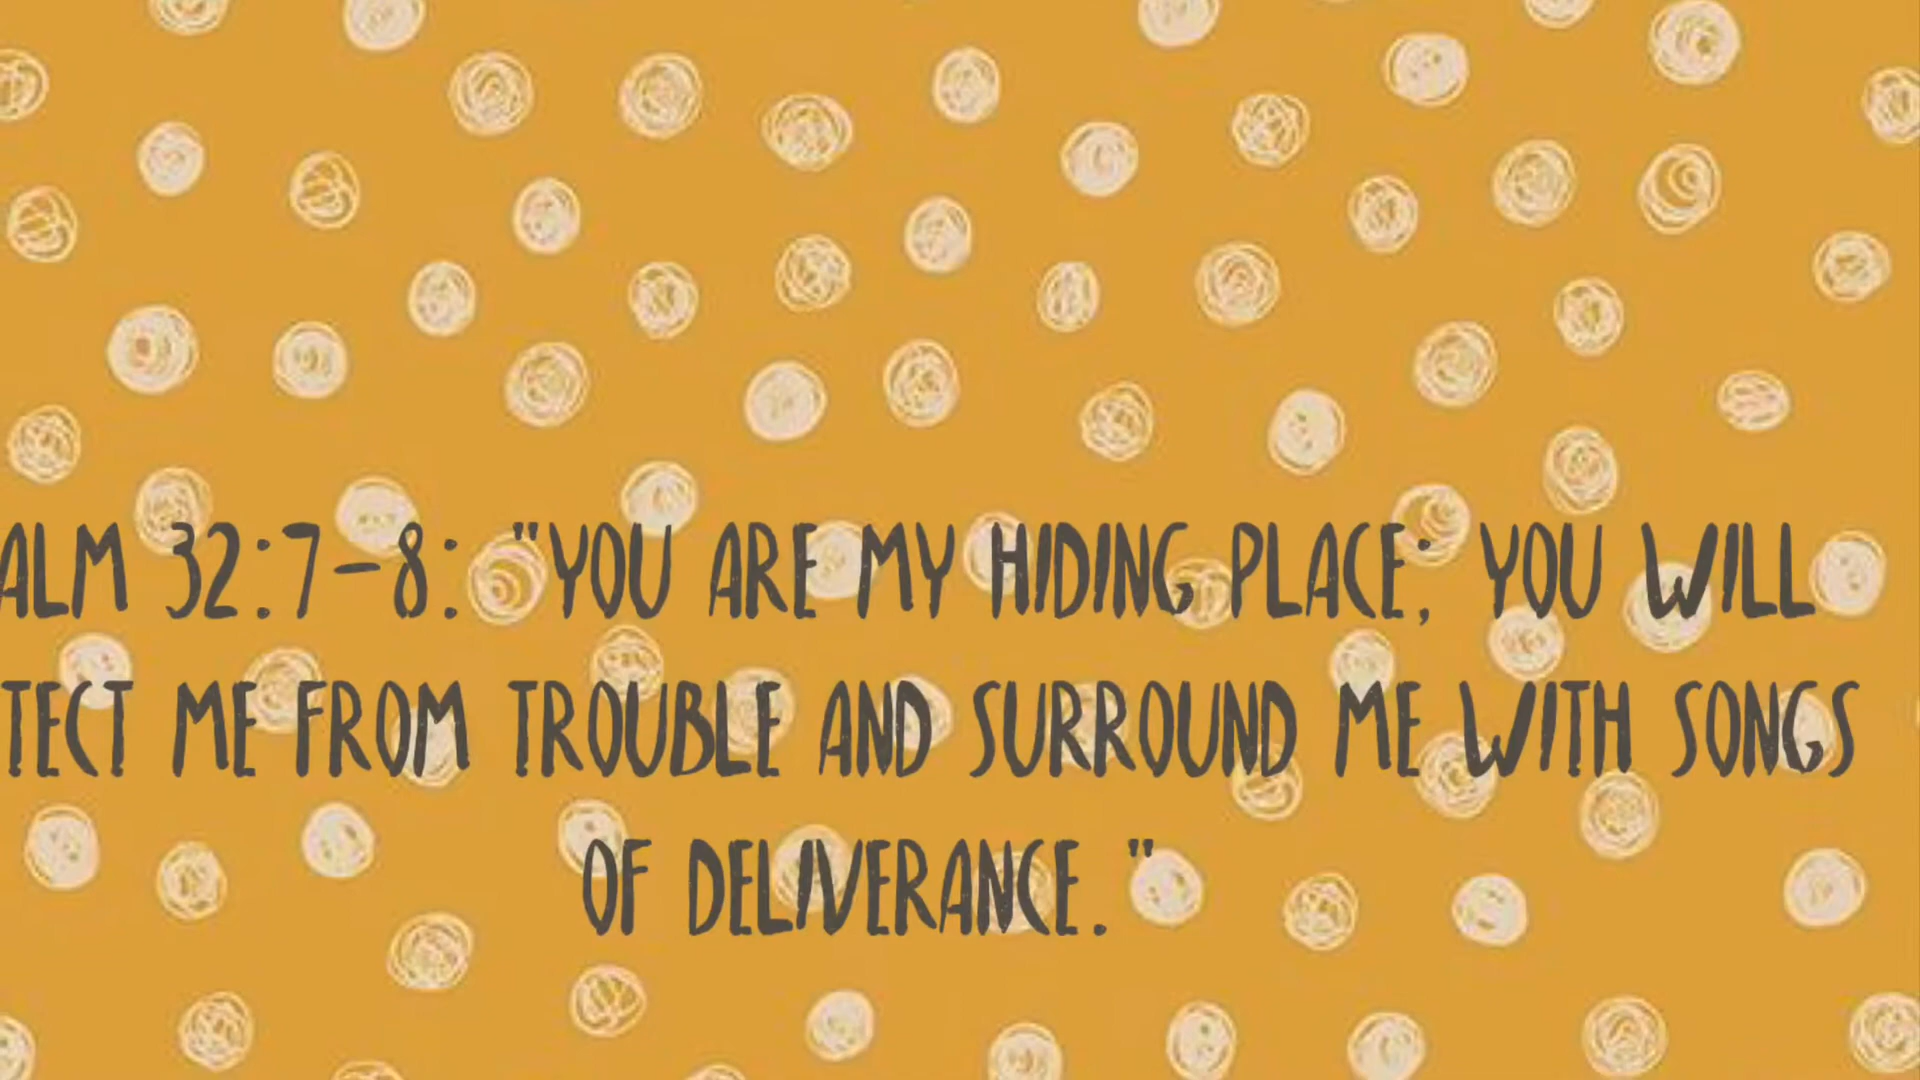 ALM 32:7-8: "YOU ARE MY HIDING PLACE; YOU WILL
TECT ME FROM TROUBLE AND SURROUND ME WITH SONGS
OF DELIVERANCE."